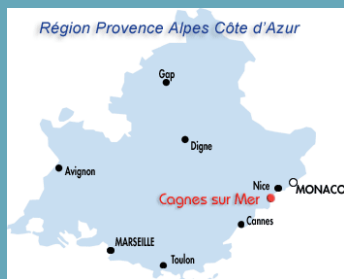 Région Provence Alpes Côte d'Azur
Gap
Digne
Avignon
Nice
MONACO
Cagnes sur Mer
Cannes
MARSEILLE
Toulon